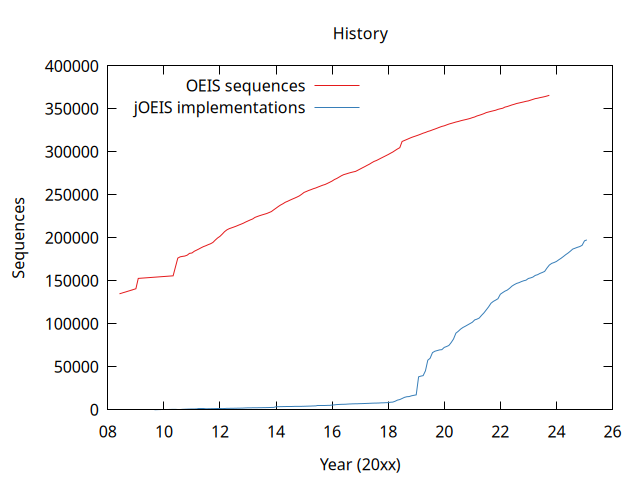 History
400000
350000
300000
250000
200000
150000
100000
50000
0
Sequences
OEIS sequences
jOEIS implementations
08 10 12 14 16 18 20 22 24 26
Year (20xx)